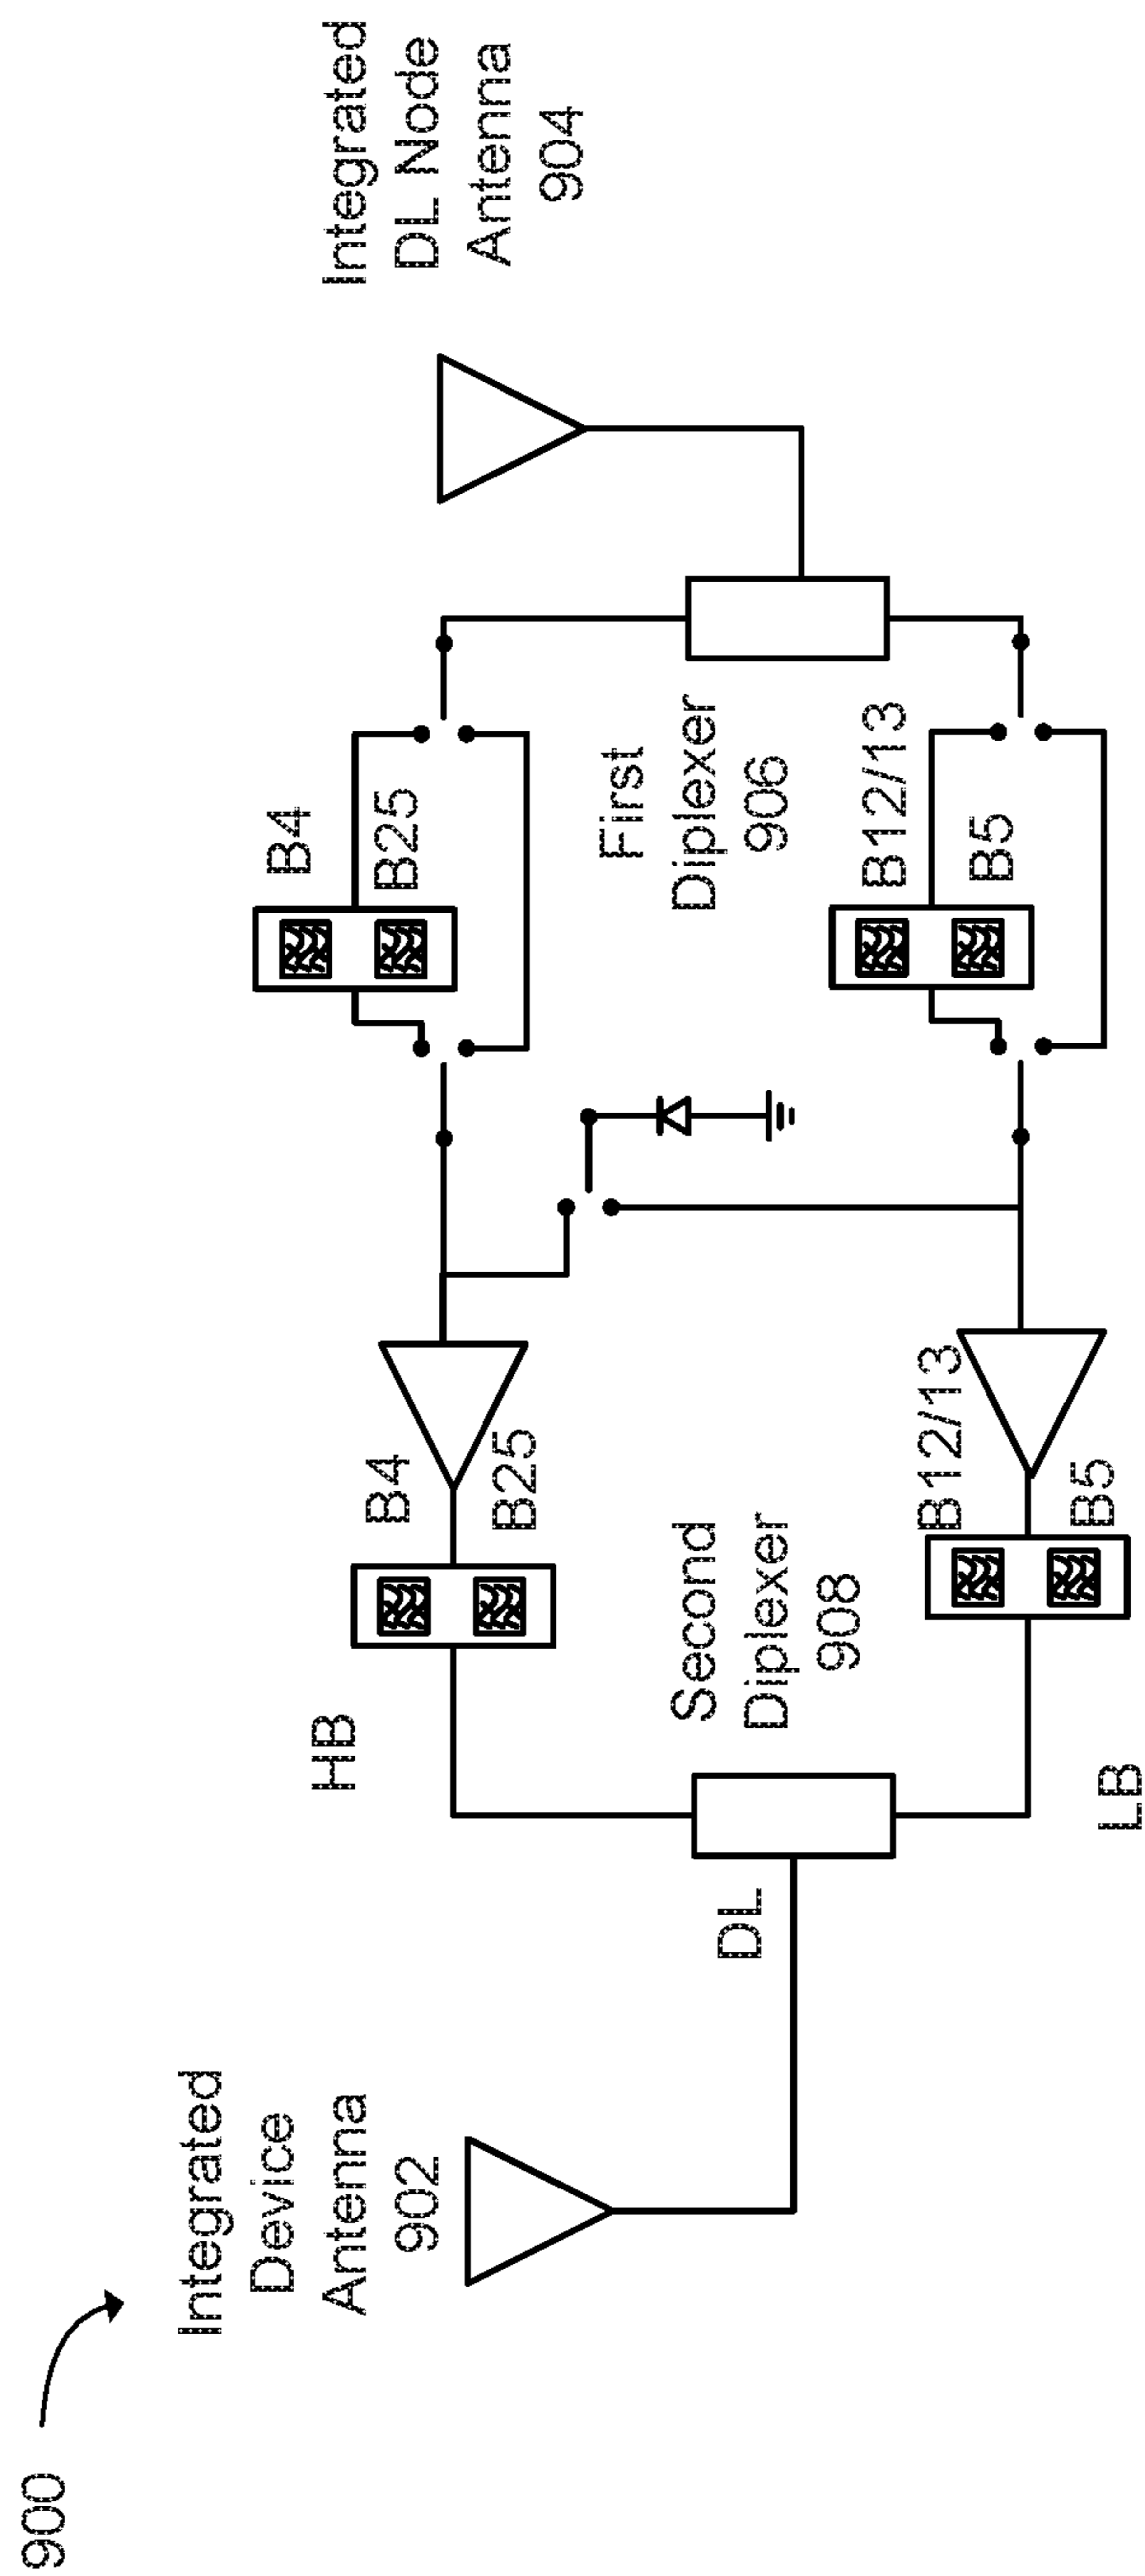 900
Integrated
Device
Antenna
902
DL
HB
LB
Second
Diplexer
908
B4
B25
B12/13
B5
B4
B25
First
Diplexer
906
B12/13
B5
Integrated
DL Node
Antenna
904